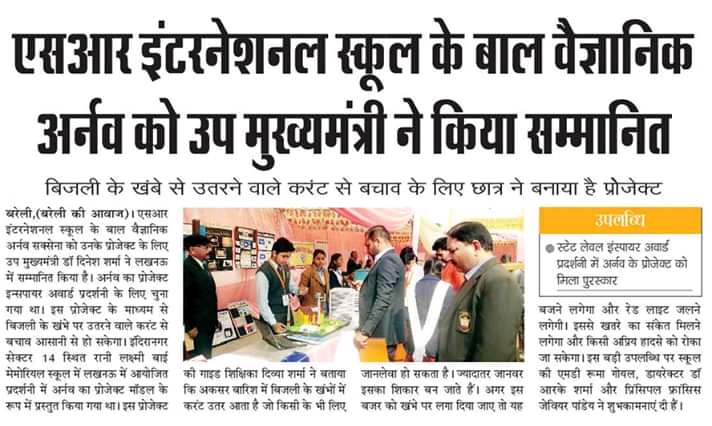 एसआर इंटरनेशनल स्कूल के बाल वैज्ञानिक
अर्नव को उप मुख्यमंत्री ने किया सम्मानित
बिजली के खंबे से उतरने वाले करंट से बचाव के लिए छात्र ने बनाया है प्रोजेक्ट
बरेली,(बरेली की आवाज)। एसआर
इंटरनेशनल स्कूल के बाल वैज्ञानिक
अर्नव सक्सेना को उनके प्रोजेक्ट के लिए
उप मुख्यमंत्री डा दिनेश शर्मा ने लखनऊ
में सम्मानित किया है। अर्नव का प्रोजेक्ट
इन्सपायर अवार्ड प्रदर्शनी के लिए चुना
गया था। इस प्रोजेक्ट के माध्यम से
बिजली के खंभे पर उतरने वाले करंट से
बचाव आसानी से हो सकेगा। इंदिरानगर
सेक्टर 14 स्थित रानी लक्ष्मी बाई
मेमोरियल स्कूल में लखनऊ में आयोजित
प्रदर्शनी में अर्नव का प्रोजेक्ट मॉडल के
रूप में प्रस्तुत किया गया था। इस प्रोजेक्ट
की गाइड शिक्षिका दिव्या शर्मा ने बताया
कि अकसर बारिश में बिजली के खंभों में
करंट उतर आता है जो किसी के भी लिए
जानलेवा हो सकता है। ज्यादातर जानवर
इसका शिकार बन जाते हैं। अगर इस
बजर को खंभे पर लगा दिया जाए तो यह
उपलब्धि
स्टेट लेवल इंस्पायर अवार्ड
प्रदर्शनी में अर्नव के प्रोजेक्ट को
मिला पुरस्कार
बजने लगेगा और रेड लाइट जलने
लगेगी। इससे खतरे का संकेत मिलने
लगेगा और किसी अप्रिय हादसे को रोका
जा सकेगा। इस बड़ी उपलब्धि पर स्कूल
की एमडी रूमा गोयल, डायरेक्टर डॉ
आरके शर्मा और प्रिंसिपल फ्रांसिस
जेवियर पांडेय ने शुभकामनाएं दी हैं।